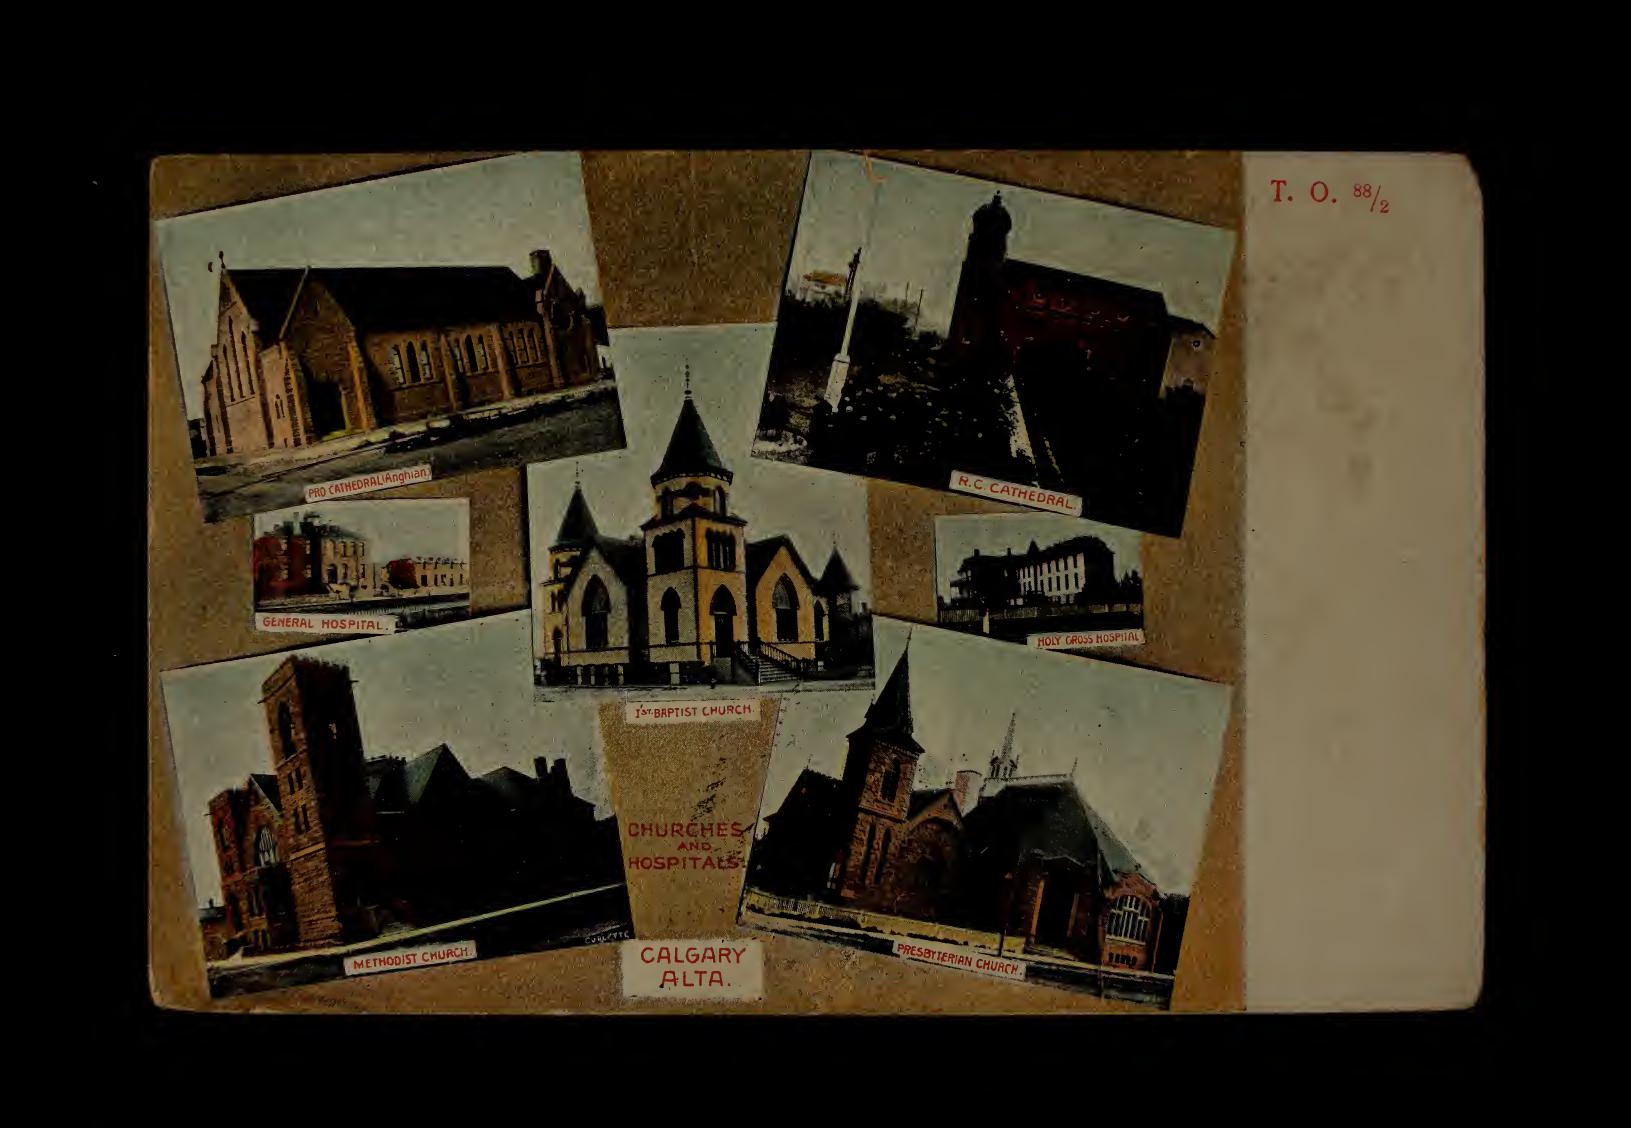 T. O. 88/2
PRO CATHEDRAL (Anghian)
R.C. CATHEDRAL.
GENERAL HOSPITAL.
HOLY CROSS HOSPITAL
1ST. BAPTIST CHURCH.
CHURCHES
AND
HOSPITALS.
METHODIST CHURCH.
PRESBYTERIAN CHURCH.
CALGARY
ALTA.